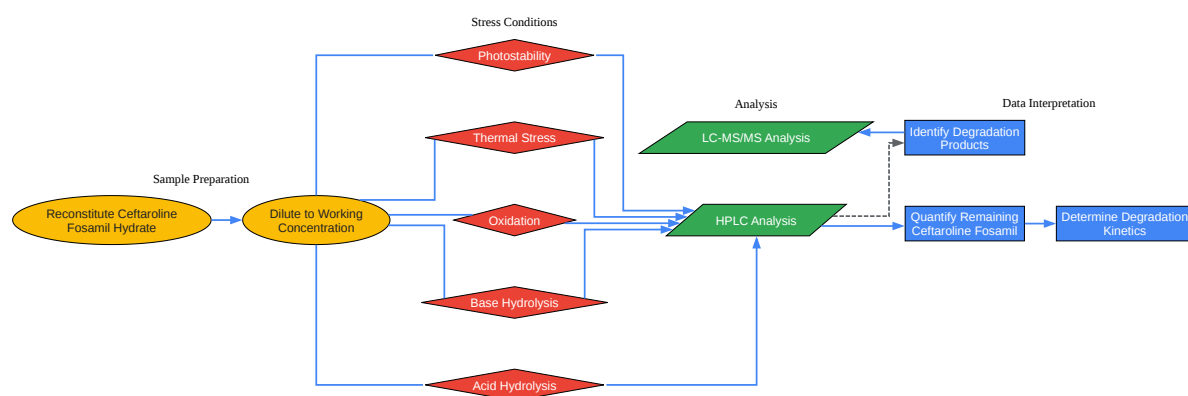 Stress Conditions
Photostability
Analysis
Data Interpretation
Thermal Stress
LC-MS/MS Analysis
Identify Degradation
Products
Sample Preparation
Reconstitute Ceftaroline
Fosamil Hydrate
Dilute to Working
Concentration
Oxidation
HPLC Analysis
Quantify Remaining
Ceftaroline Fosamil
Determine Degradation
Kinetics
Base Hydrolysis
Acid Hydrolysis